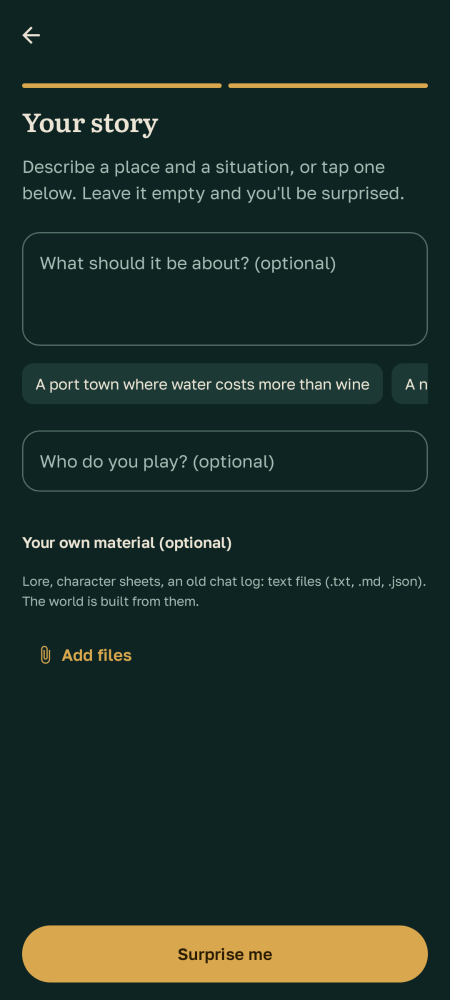 Your story
Describe a place and a situation, or tap one
below. Leave it empty and you'll be surprised.
What should it be about? (optional)
A port town where water costs more than wine
A n
Who do you play? (optional)
Your own material (optional)
Lore, character sheets, an old chat log: text files (.txt, .md, .json).
The world is built from them.
Add files
Surprise me